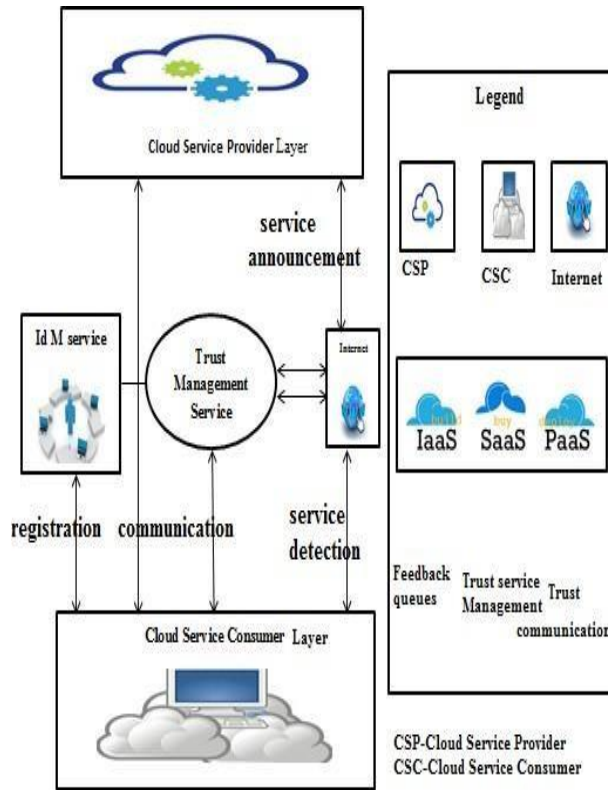 Cloud Service Provider Layer
service
announcement
Id M service
Trust
Management
Service
Internet
registration
communication
service
detection
Cloud Service Consumer Layer
Legend
CSP
CSC
Internet
build
buy
IaaS
SaaS
PaaS
Feedback
queues
Trust service
Management
Trust
communication
CSP-Cloud Service Provider
CSC-Cloud Service Consumer